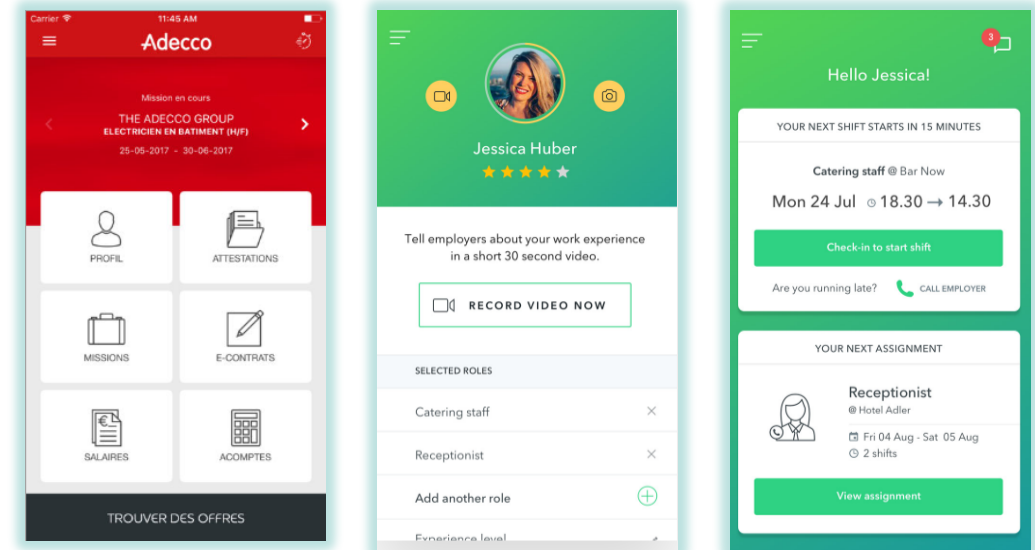 Carrier
11:45 AM
Adecco
Mission en cours
THE ADECCO GROUP
ELECTRICIEN EN BATIMENT (H/F)
25-05-2017 - 30-06-2017
PROFIL
ATTESTATIONS
MISSIONS
E-CONTRATS
SALAIRES
ACOMPTES
TROUVER DES OFFRES
Jessica Huber
Tell employers about your work experience
in a short 30 second video.
RECORD VIDEO NOW
SELECTED ROLES
Catering staff
Receptionist
Add another role
Experience level
3
Hello Jessica!
YOUR NEXT SHIFT STARTS IN 15 MINUTES
Catering staff @ Bar Now
Mon 24 Jul 18.30 → 14.30
Check-in to start shift
Are you running late? CALL EMPLOYER
YOUR NEXT ASSIGNMENT
Receptionist
@ Hotel Adler
Fri 04 Aug - Sat 05 Aug
2 shifts
View assignment